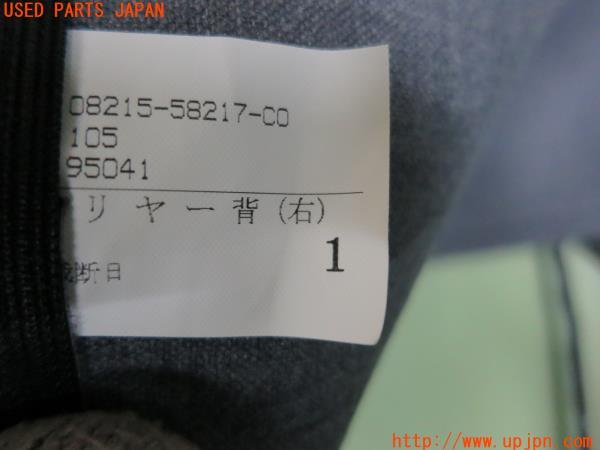 USED PARTS JAPAN
08215-58217-C0
105
95041
リヤー背(右)
1
断日
http://www.upjpn.com